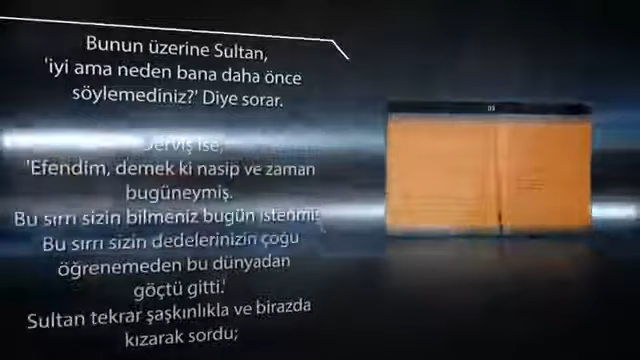 Bunun üzerine Sultan,
'iyi ama neden bana daha önce
söylemediniz?' Diye sorar.
Derviş ise,
'Efendim, demek ki nasip ve zaman
bugüneymiş.
Bu sırrı sizin bilmeniz bugün istenmiş.
Bu sırrı sizin dedelerinizin çoğu
öğrenemeden bu dünyadan
göçtü gitti.'
Sultan tekrar şaşkınlıkla ve birazda
kızarak sordu;